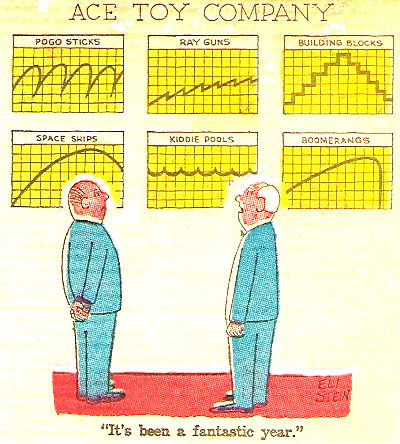 ACE TOY COMPANY
POGO STICKS
RAY GUNS
BUILDING BLOCKS
SPACE SHIPS
KIDDIE POOLS
BOOMERANGS
ELI
STEIN
"It's been a fantastic year."